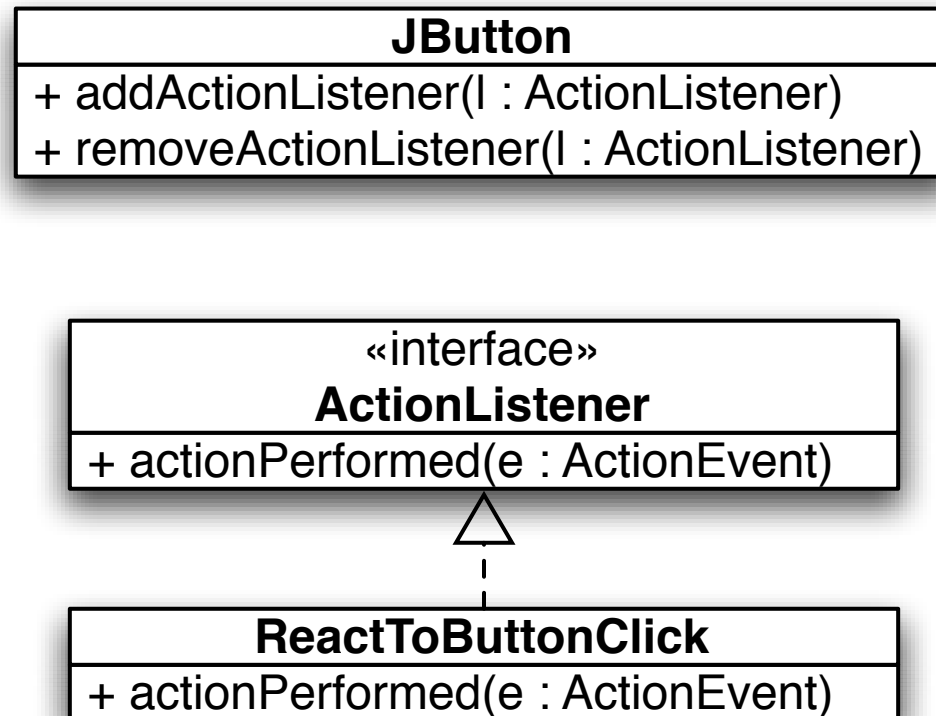 JButton
+ addActionListener(l : ActionListener)
+ removeActionListener(l : ActionListener)
«interface»
ActionListener
+ actionPerformed(e : ActionEvent)
ReactToButtonClick
+ actionPerformed(e : ActionEvent)